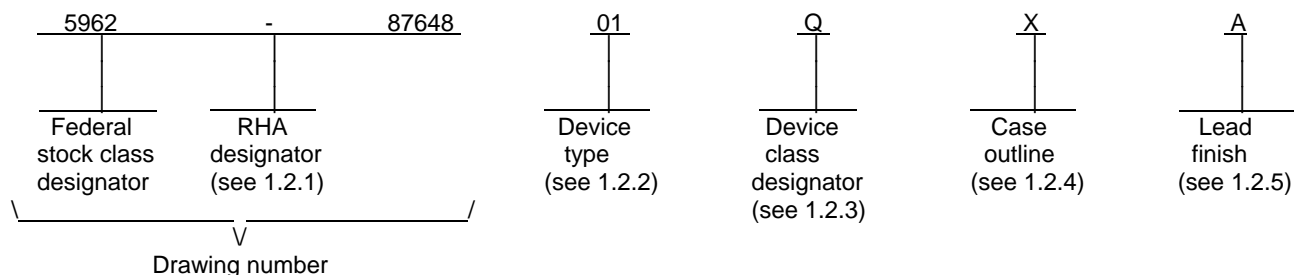 5962 - 87648 01 Q X A
Federal stock class designator
RHA designator (see 1.2.1)
Device type (see 1.2.2)
Device class designator (see 1.2.3)
Case outline (see 1.2.4)
Lead finish (see 1.2.5)
Drawing number